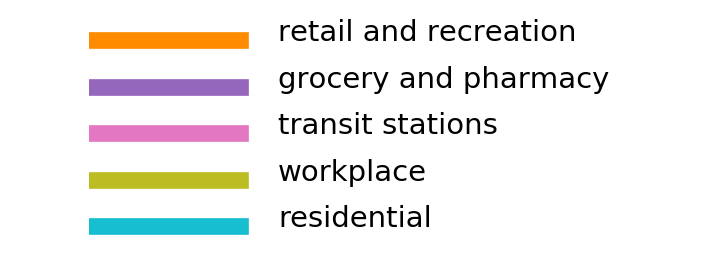 retail and recreation
grocery and pharmacy
transit stations
workplace
residential